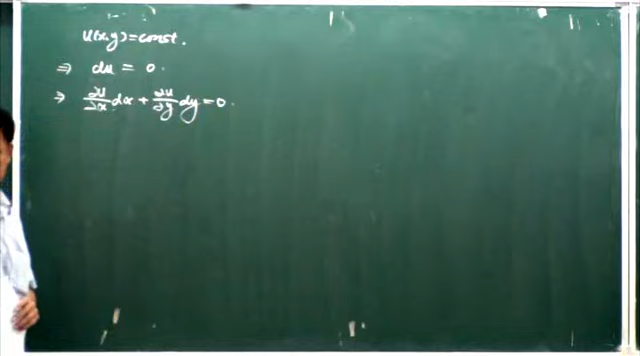 u(x,y)=const.
⇒ du = 0.
⇒ ∂u/∂x dx + ∂u/∂y dy = 0.